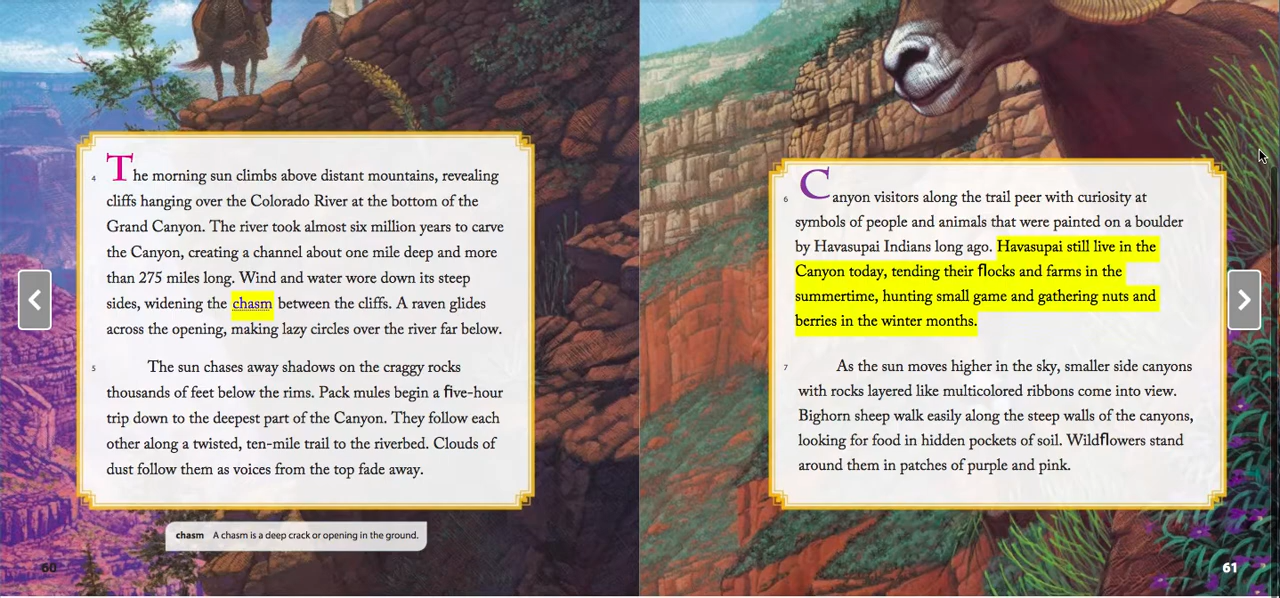 4 The morning sun climbs above distant mountains, revealing
cliffs hanging over the Colorado River at the bottom of the
Grand Canyon. The river took almost six million years to carve
the Canyon, creating a channel about one mile deep and more
than 275 miles long. Wind and water wore down its steep
sides, widening the chasm between the cliffs. A raven glides
across the opening, making lazy circles over the river far below.
5 The sun chases away shadows on the craggy rocks
thousands of feet below the rims. Pack mules begin a five-hour
trip down to the deepest part of the Canyon. They follow each
other along a twisted, ten-mile trail to the riverbed. Clouds of
dust follow them as voices from the top fade away.
chasm A chasm is a deep crack or opening in the ground.
60
6 Canyon visitors along the trail peer with curiosity at
symbols of people and animals that were painted on a boulder
by Havasupai Indians long ago. Havasupai still live in the
Canyon today, tending their flocks and farms in the
summertime, hunting small game and gathering nuts and
berries in the winter months.
7 As the sun moves higher in the sky, smaller side canyons
with rocks layered like multicolored ribbons come into view.
Bighorn sheep walk easily along the steep walls of the canyons,
looking for food in hidden pockets of soil. Wildflowers stand
around them in patches of purple and pink.
61